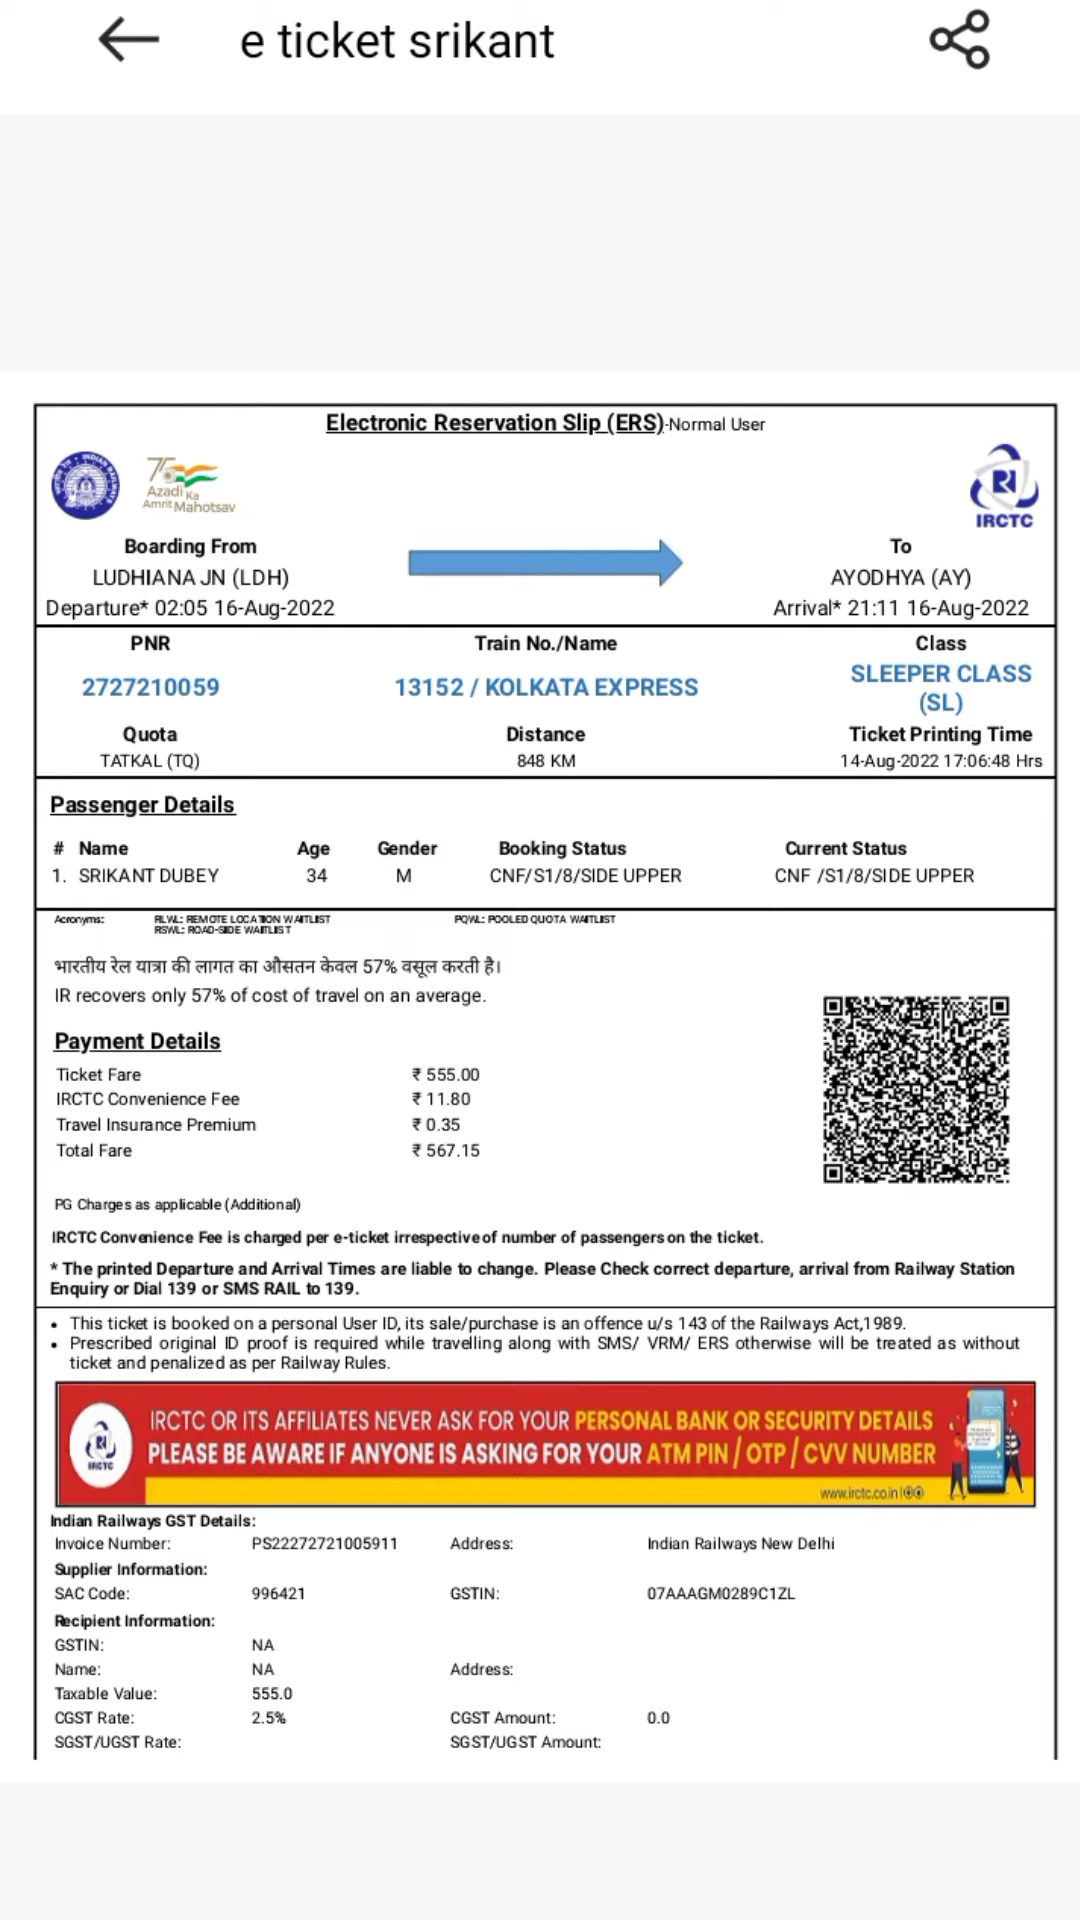 e ticket srikant
Electronic Reservation Slip (ERS)-Normal User
INDIAN RAILWAYS
75
Azadi Ka
Amrit Mahotsav
IRCTC
Boarding From To
LUDHIANA JN (LDH) AYODHYA (AY)
Departure* 02:05 16-Aug-2022 Arrival* 21:11 16-Aug-2022
PNR Train No./Name Class
2727210059 13152 / KOLKATA EXPRESS SLEEPER CLASS
(SL)
Quota Distance Ticket Printing Time
TATKAL (TQ) 848 KM 14-Aug-2022 17:06:48 Hrs
Passenger Details
# Name Age Gender Booking Status Current Status
1. SRIKANT DUBEY 34 M CNF/S1/8/SIDE UPPER CNF /S1/8/SIDE UPPER
Acronyms: RLWL: REMOTE LOCATION WAITLIST PQWL: POOLED QUOTA WAITLIST
RSWL: ROAD-SIDE WAITLIST
भारतीय रेल यात्रा की लागत का औसतन केवल 57% वसूल करती है।
IR recovers only 57% of cost of travel on an average.
Payment Details
Ticket Fare ₹ 555.00
IRCTC Convenience Fee ₹ 11.80
Travel Insurance Premium ₹ 0.35
Total Fare ₹ 567.15
PG Charges as applicable (Additional)
IRCTC Convenience Fee is charged per e-ticket irrespective of number of passengers on the ticket.
* The printed Departure and Arrival Times are liable to change. Please Check correct departure, arrival from Railway Station
Enquiry or Dial 139 or SMS RAIL to 139.
• This ticket is booked on a personal User ID, its sale/purchase is an offence u/s 143 of the Railways Act,1989.
• Prescribed original ID proof is required while travelling along with SMS/ VRM/ ERS otherwise will be treated as without
ticket and penalized as per Railway Rules.
IRCTC OR ITS AFFILIATES NEVER ASK FOR YOUR PERSONAL BANK OR SECURITY DETAILS
PLEASE BE AWARE IF ANYONE IS ASKING FOR YOUR ATM PIN / OTP / CVV NUMBER
IRCTC
www.irctc.co.in
Indian Railways GST Details:
Invoice Number: PS22272721005911 Address: Indian Railways New Delhi
Supplier Information:
SAC Code: 996421 GSTIN: 07AAAGM0289C1ZL
Recipient Information:
GSTIN: NA
Name: NA Address:
Taxable Value: 555.0
CGST Rate: 2.5% CGST Amount: 0.0
SGST/UGST Rate: SGST/UGST Amount: